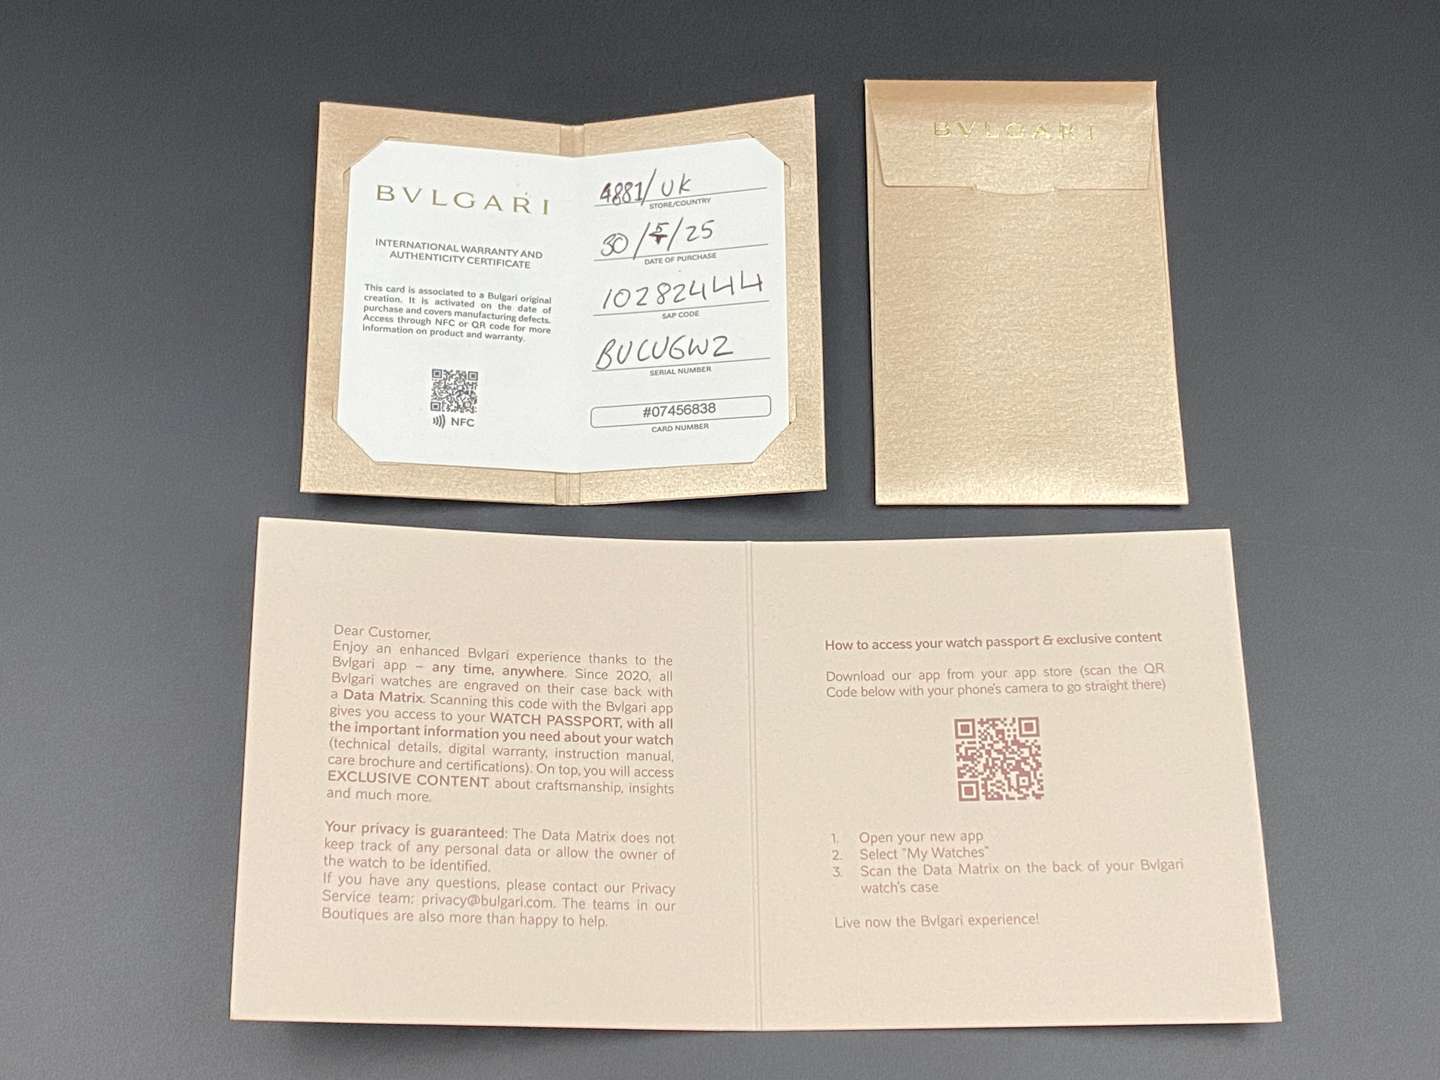 BVLGARI
INTERNATIONAL WARRANTY AND
AUTHENTICITY CERTIFICATE
This card is associated to a Bulgari original
creation. It is activated on the date of
purchase and covers manufacturing defects.
Access through NFC or QR code for more
information on product and warranty.
NFC
4881/UK
STORE/COUNTRY
30/5/25
DATE OF PURCHASE
10282444
SAP CODE
BUCUGWZ
SERIAL NUMBER
#07456838
CARD NUMBER
BVLGARI
Dear Customer,
Enjoy an enhanced Bvlgari experience thanks to the
Bvlgari app – any time, anywhere. Since 2020, all
Bvlgari watches are engraved on their case back with
a Data Matrix. Scanning this code with the Bvlgari app
gives you access to your WATCH PASSPORT, with all
the important information you need about your watch
(technical details, digital warranty, instruction manual,
care brochure and certifications). On top, you will access
EXCLUSIVE CONTENT about craftsmanship, insights
and much more.
Your privacy is guaranteed: The Data Matrix does not
keep track of any personal data or allow the owner of
the watch to be identified.
If you have any questions, please contact our Privacy
Service team: privacy@bulgari.com. The teams in our
Boutiques are also more than happy to help.
How to access your watch passport & exclusive content
Download our app from your app store (scan the QR
Code below with your phone's camera to go straight there)
1. Open your new app
2. Select "My Watches"
3. Scan the Data Matrix on the back of your Bvlgari
watch's case
Live now the Bvlgari experience!